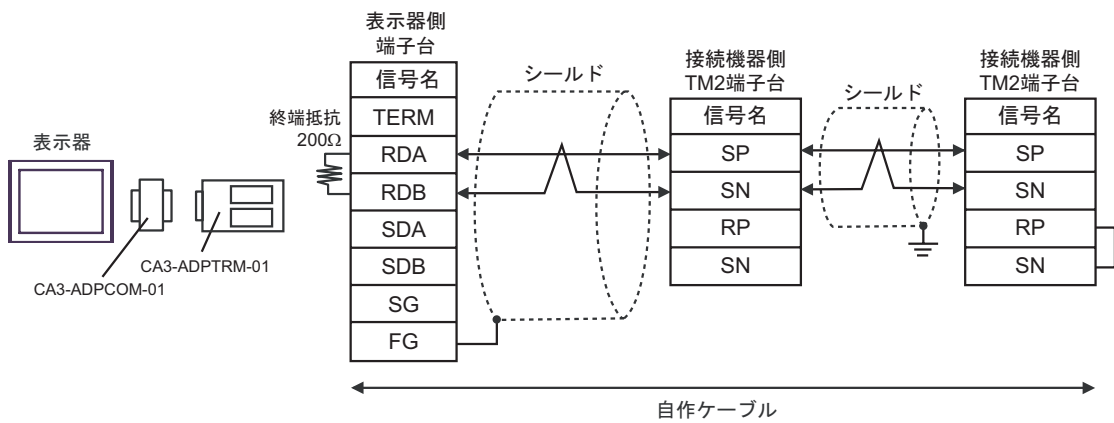 表示器
CA3-ADPCOM-01
CA3-ADPTRM-01
終端抵抗
200Ω
表示器側
端子台
信号名
TERM
RDA
RDB
SDA
SDB
SG
FG
シールド
接続機器側
TM2端子台
信号名
SP
SN
RP
SN
シールド
接続機器側
TM2端子台
信号名
SP
SN
RP
SN
自作ケーブル